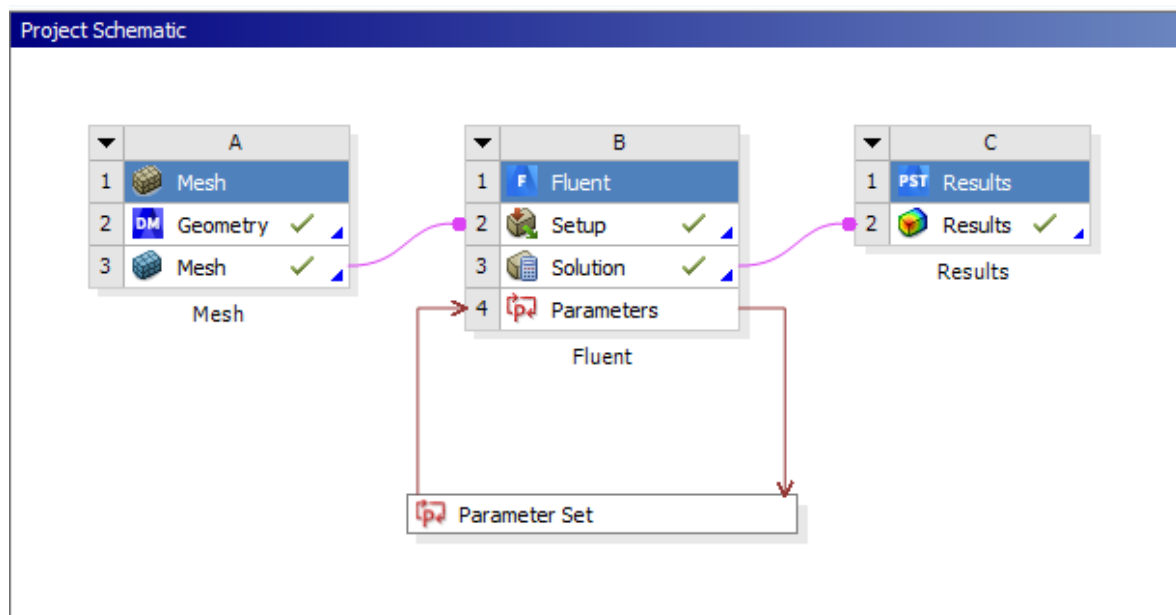 Project Schematic
A
1 Mesh
2 DM Geometry
3 Mesh
Mesh
B
1 F Fluent
2 Setup
3 Solution
4 p Parameters
Fluent
C
1 PST Results
2 Results
Results
p Parameter Set